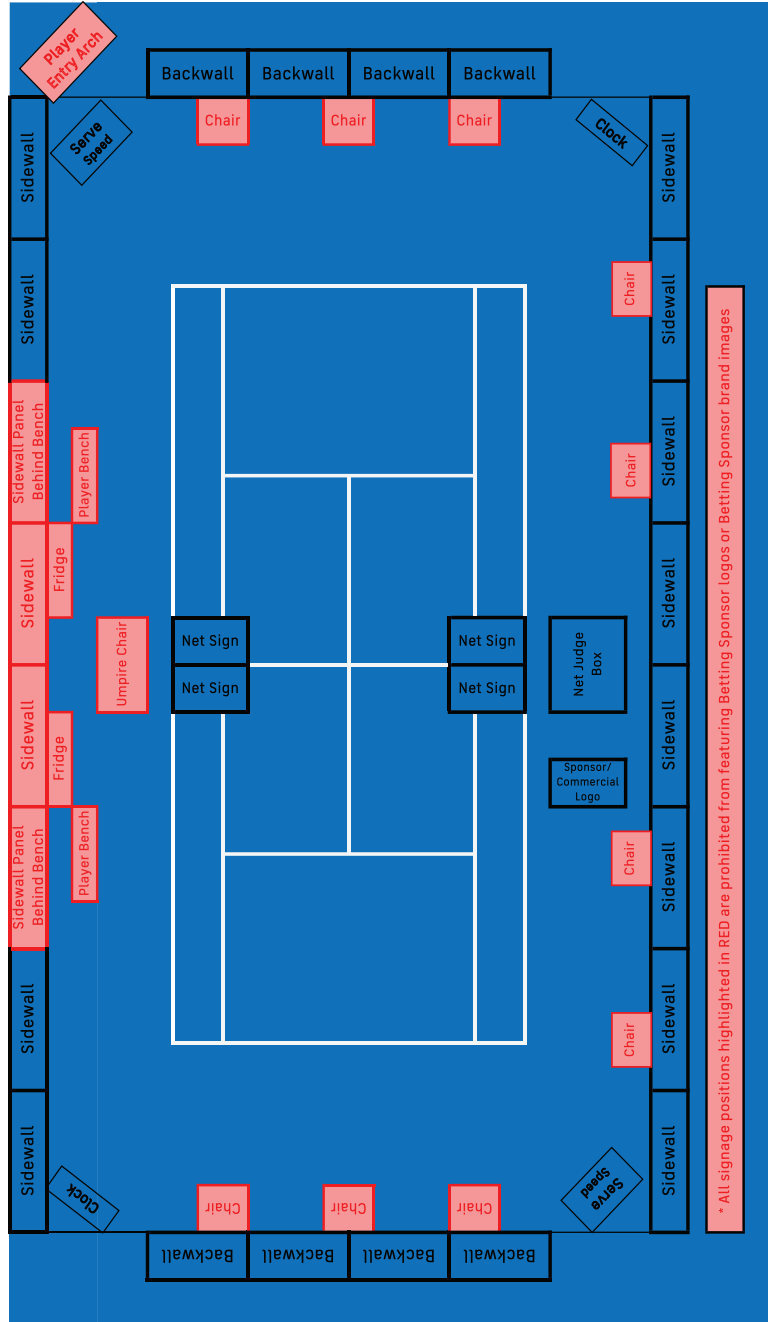 Player
Entry Arch
Backwall
Backwall
Backwall
Backwall
Chair
Chair
Chair
Serve
Speed
Clock
Sidewall
Sidewall
Sidewall Panel
Behind Bench
Player Bench
Sidewall
Fridge
Umpire Chair
Sidewall
Fridge
Sidewall Panel
Behind Bench
Player Bench
Sidewall
Sidewall
Net Sign
Net Sign
Net Sign
Net Sign
Net Judge
Box
Sponsor/
Commercial
Logo
Chair
Chair
Chair
Chair
Sidewall
Sidewall
Sidewall
Sidewall
Sidewall
Sidewall
Sidewall
Sidewall
* All signage positions highlighted in RED are prohibited from featuring Betting Sponsor logos or Betting Sponsor brand images
Clock
Chair
Chair
Chair
Serve
Speed
Backwall
Backwall
Backwall
Backwall